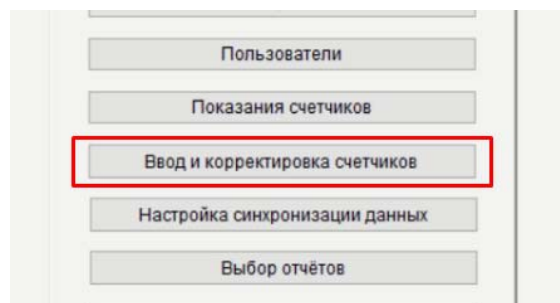 Пользователи
Показания счетчиков
Ввод и корректировка счетчиков
Настройка синхронизации данных
Выбор отчётов